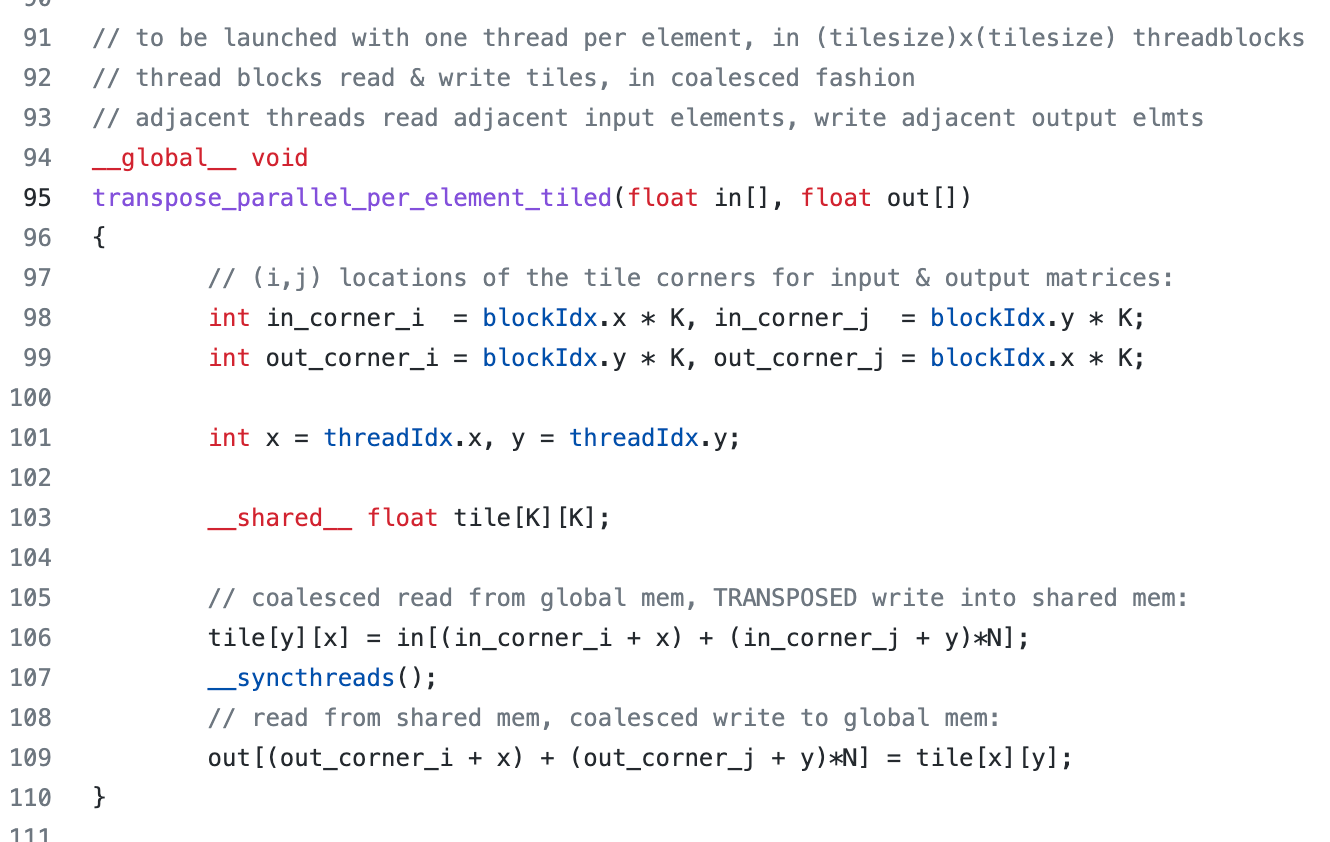 90
91 // to be launched with one thread per element, in (tilesize)x(tilesize) threadblocks
92 // thread blocks read & write tiles, in coalesced fashion
93 // adjacent threads read adjacent input elements, write adjacent output elmts
94 __global__ void
95 transpose_parallel_per_element_tiled(float in[], float out[])
96 {
97 // (i,j) locations of the tile corners for input & output matrices:
98 int in_corner_i  = blockIdx.x * K, in_corner_j  = blockIdx.y * K;
99 int out_corner_i = blockIdx.y * K, out_corner_j = blockIdx.x * K;
100
101 int x = threadIdx.x, y = threadIdx.y;
102
103 __shared__ float tile[K][K];
104
105 // coalesced read from global mem, TRANSPOSED write into shared mem:
106 tile[y][x] = in[(in_corner_i + x) + (in_corner_j + y)*N];
107 __syncthreads();
108 // read from shared mem, coalesced write to global mem:
109 out[(out_corner_i + x) + (out_corner_j + y)*N] = tile[x][y];
110 }
111